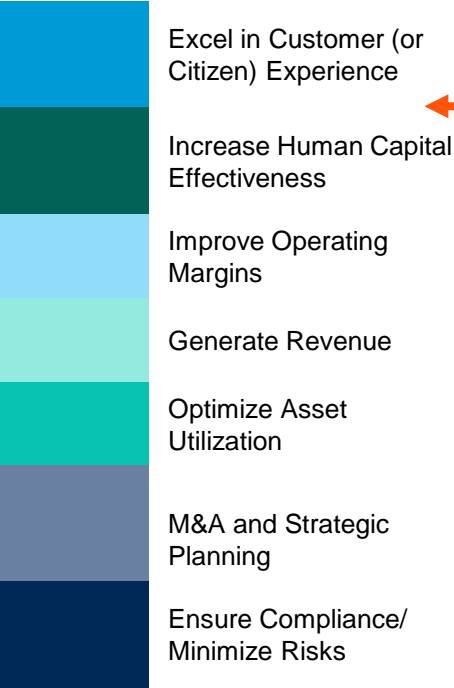 Excel in Customer (or
Citizen) Experience
Increase Human Capital
Effectiveness
Improve Operating
Margins
Generate Revenue
Optimize Asset
Utilization
M&A and Strategic
Planning
Ensure Compliance/
Minimize Risks